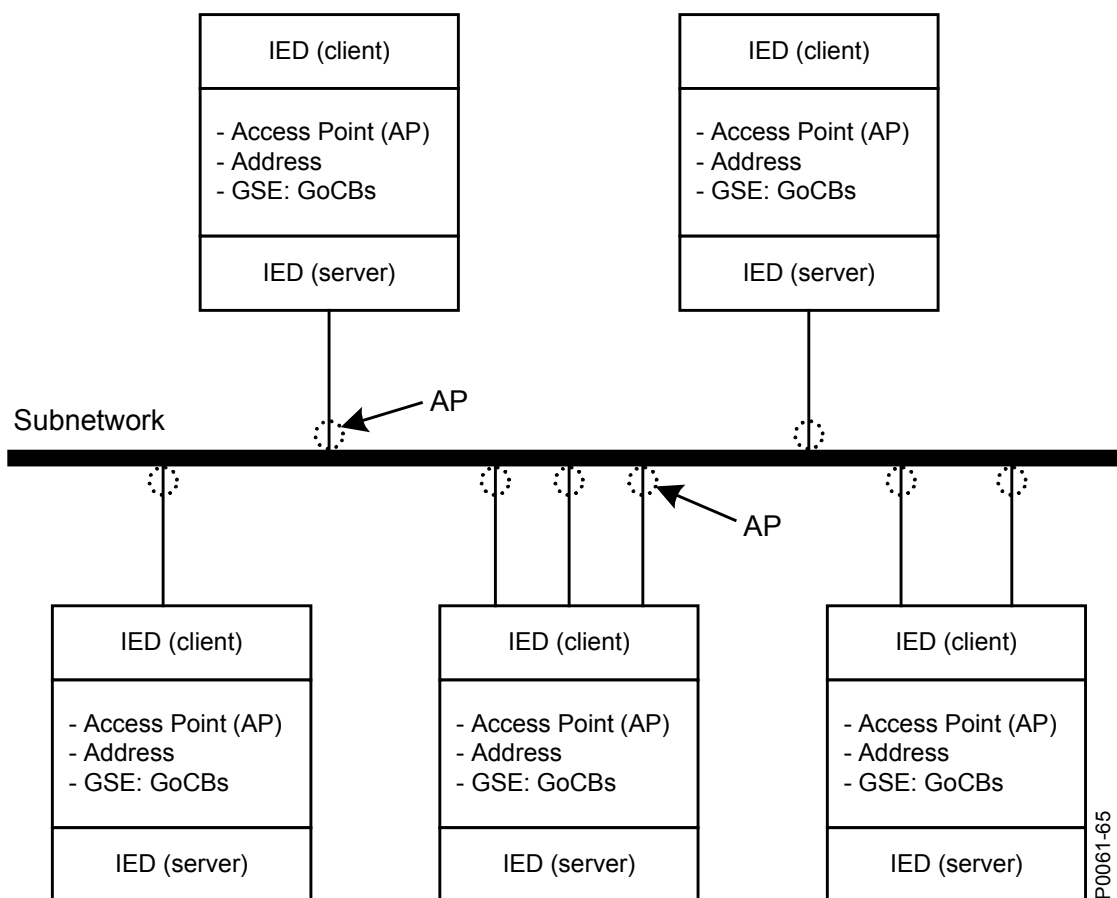 IED (client)
- Access Point (AP)
- Address
- GSE: GoCBs
IED (server)
IED (client)
- Access Point (AP)
- Address
- GSE: GoCBs
IED (server)
AP
Subnetwork
AP
IED (client)
- Access Point (AP)
- Address
- GSE: GoCBs
IED (server)
IED (client)
- Access Point (AP)
- Address
- GSE: GoCBs
IED (server)
IED (client)
- Access Point (AP)
- Address
- GSE: GoCBs
IED (server)
P0061-65